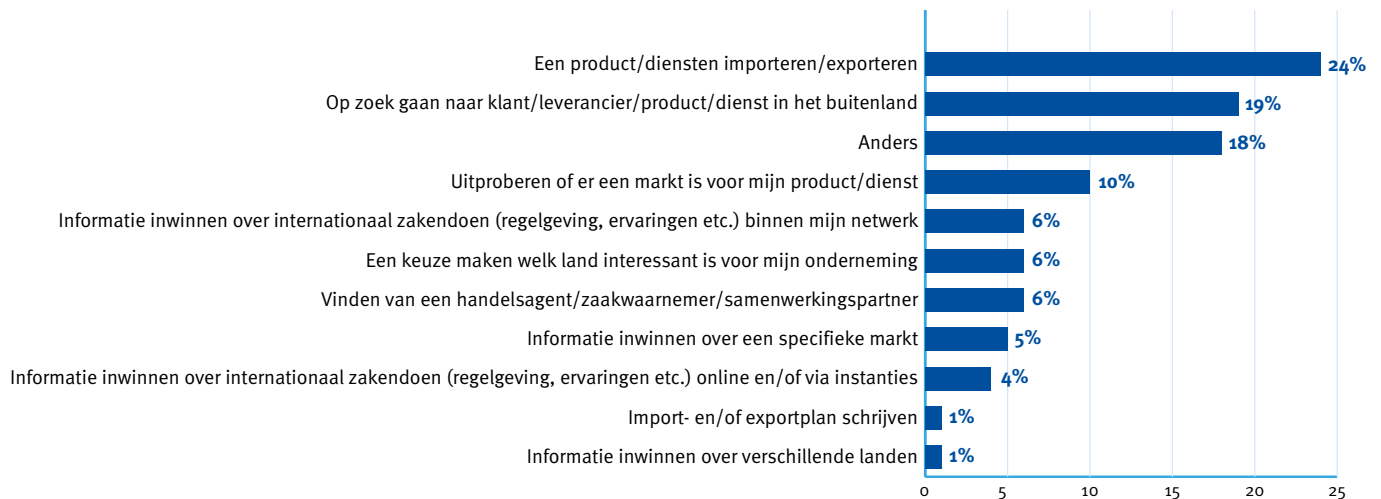 Een product/diensten importeren/exporteren 24%
Op zoek gaan naar klant/leverancier/product/dienst in het buitenland 19%
Anders 18%
Uitproberen of er een markt is voor mijn product/dienst 10%
Informatie inwinnen over internationaal zakendoen (regelgeving, ervaringen etc.) binnen mijn netwerk 6%
Een keuze maken welk land interessant is voor mijn onderneming 6%
Vinden van een handelsagent/zaakwaarnemer/samenwerkingspartner 6%
Informatie inwinnen over een specifieke markt 5%
Informatie inwinnen over internationaal zakendoen (regelgeving, ervaringen etc.) online en/of via instanties 4%
Import- en/of exportplan schrijven 1%
Informatie inwinnen over verschillende landen 1%
0 5 10 15 20 25